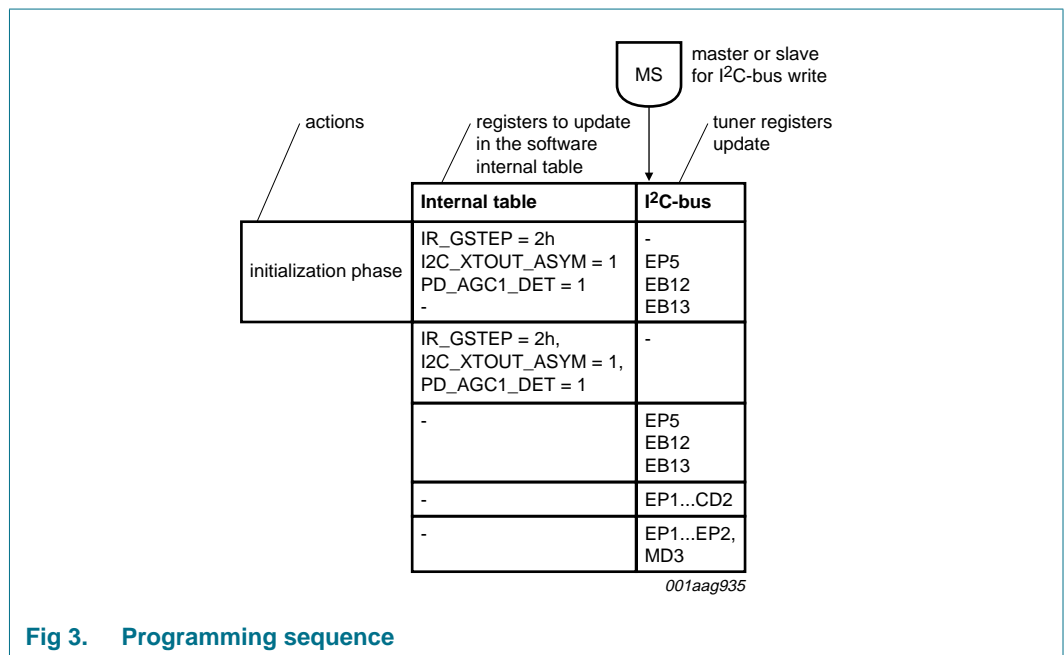 MS
master or slave
for I2C-bus write
actions
registers to update
in the software
internal table
tuner registers
update
Internal table
I2C-bus
initialization phase
IR_GSTEP = 2h
I2C_XTOUT_ASYM = 1
PD_AGC1_DET = 1
-
-
EP5
EB12
EB13
IR_GSTEP = 2h,
I2C_XTOUT_ASYM = 1,
PD_AGC1_DET = 1
-
-
EP5
EB12
EB13
-
EP1...CD2
-
EP1...EP2,
MD3
001aag935
Fig 3. Programming sequence